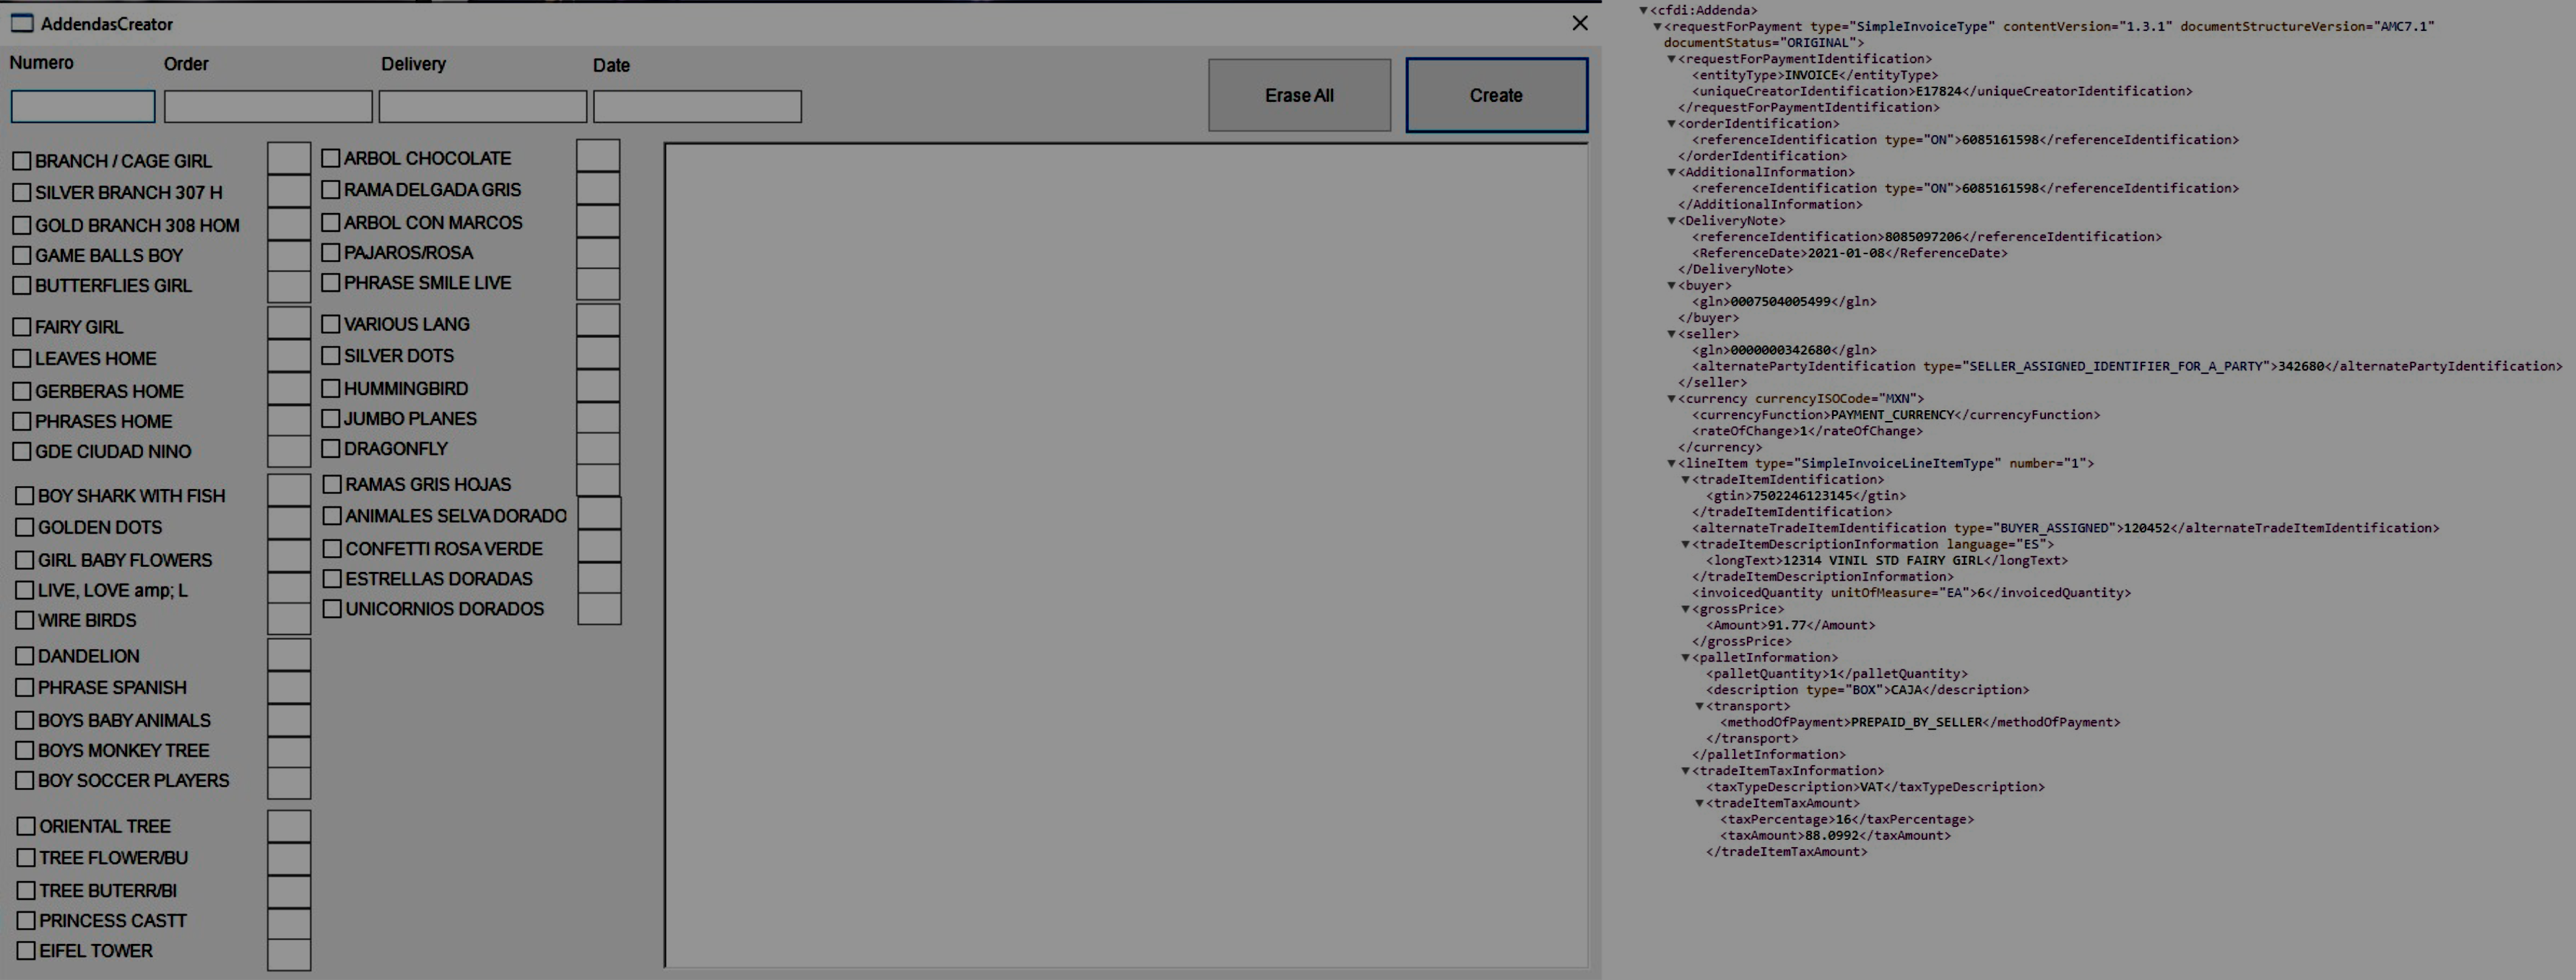 AddendasCreator
Numero Order Delivery Date
Erase All Create
BRANCH / CAGE GIRL
SILVER BRANCH 307 H
GOLD BRANCH 308 HOM
GAME BALLS BOY
BUTTERFLIES GIRL
FAIRY GIRL
LEAVES HOME
GERBERAS HOME
PHRASES HOME
GDE CIUDAD NINO
BOY SHARK WITH FISH
GOLDEN DOTS
GIRL BABY FLOWERS
LIVE, LOVE amp; L
WIRE BIRDS
DANDELION
PHRASE SPANISH
BOYS BABY ANIMALS
BOYS MONKEY TREE
BOY SOCCER PLAYERS
ORIENTAL TREE
TREE FLOWER/BU
TREE BUTERR/BI
PRINCESS CASTT
EIFEL TOWER
ARBOL CHOCOLATE
RAMA DELGADA GRIS
ARBOL CON MARCOS
PAJAROS/ROSA
PHRASE SMILE LIVE
VARIOUS LANG
SILVER DOTS
HUMMINGBIRD
JUMBO PLANES
DRAGONFLY
RAMAS GRIS HOJAS
ANIMALES SELVA DORADO
CONFETTI ROSA VERDE
ESTRELLAS DORADAS
UNICORNIOS DORADOS
<cfdi:Addenda>
<requestForPayment type="SimpleInvoiceType" contentVersion="1.3.1" documentStructureVersion="AMC7.1"
documentStatus="ORIGINAL">
<requestForPaymentIdentification>
<entityType>INVOICE</entityType>
<uniqueCreatorIdentification>E17824</uniqueCreatorIdentification>
</requestForPaymentIdentification>
<orderIdentification>
<referenceIdentification type="ON">6085161598</referenceIdentification>
</orderIdentification>
<AdditionalInformation>
<referenceIdentification type="ON">6085161598</referenceIdentification>
</AdditionalInformation>
<DeliveryNote>
<referenceIdentification>8085097206</referenceIdentification>
<ReferenceDate>2021-01-08</ReferenceDate>
</DeliveryNote>
<buyer>
<gln>0007504005499</gln>
</buyer>
<seller>
<gln>0000000342680</gln>
<alternatePartyIdentification type="SELLER_ASSIGNED_IDENTIFIER_FOR_A_PARTY">342680</alternatePartyIdentification>
</seller>
<currency currencyISOCode="MXN">
<currencyFunction>PAYMENT_CURRENCY</currencyFunction>
<rateOfChange>1</rateOfChange>
</currency>
<lineItem type="SimpleInvoiceLineItemType" number="1">
<tradeItemIdentification>
<gtin>7502246123145</gtin>
</tradeItemIdentification>
<alternateTradeItemIdentification type="BUYER_ASSIGNED">120452</alternateTradeItemIdentification>
<tradeItemDescriptionInformation language="ES">
<longText>12314 VINIL STD FAIRY GIRL</longText>
</tradeItemDescriptionInformation>
<invoicedQuantity unitOfMeasure="EA">6</invoicedQuantity>
<grossPrice>
<Amount>91.77</Amount>
</grossPrice>
<palletInformation>
<palletQuantity>1</palletQuantity>
<description type="BOX">CAJA</description>
<transport>
<methodOfPayment>PREPAID_BY_SELLER</methodOfPayment>
</transport>
</palletInformation>
<tradeItemTaxInformation>
<taxTypeDescription>VAT</taxTypeDescription>
<tradeItemTaxAmount>
<taxPercentage>16</taxPercentage>
<taxAmount>88.0992</taxAmount>
</tradeItemTaxAmount>